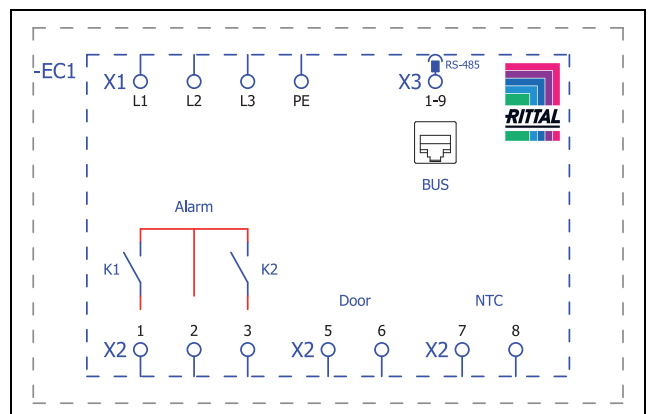 -EC1
X1
L1
L2
L3
PE
X3
RS-485
1-9
RITTAL
BUS
Alarm
K1
K2
Door
NTC
X2
1
2
3
X2
5
6
X2
7
8